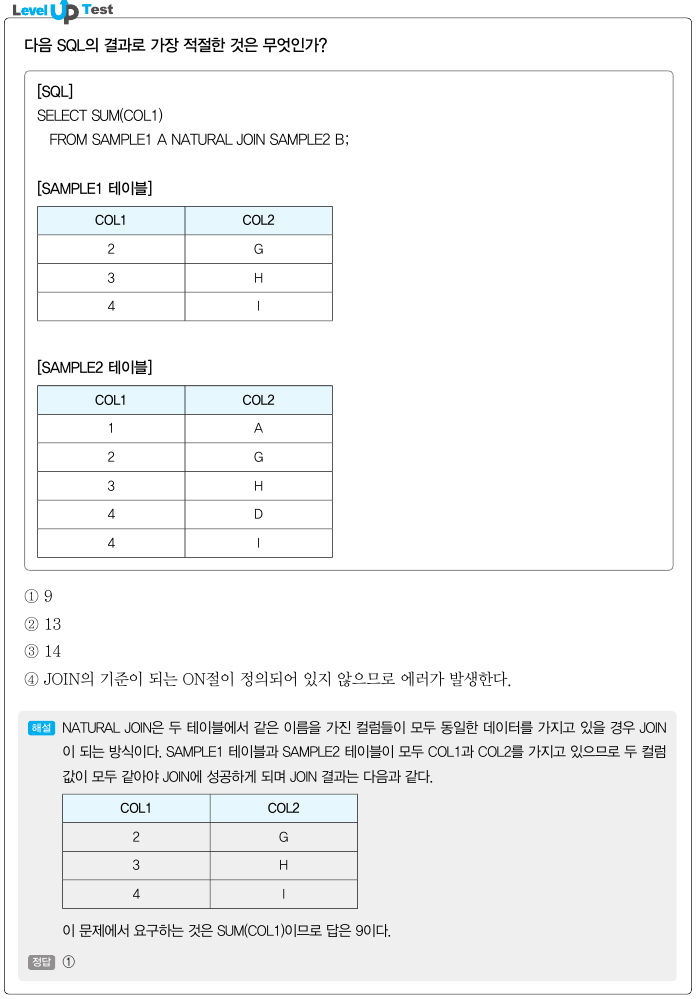 Level Up Test
다음 SQL의 결과로 가장 적절한 것은 무엇인가?
[SQL]
SELECT SUM(COL1)
FROM SAMPLE1 A NATURAL JOIN SAMPLE2 B;
[SAMPLE1 테이블]
COL1 COL2
2 G
3 H
4 I
[SAMPLE2 테이블]
COL1 COL2
1 A
2 G
3 H
4 D
4 I
① 9
② 13
③ 14
④ JOIN의 기준이 되는 ON절이 정의되어 있지 않으므로 에러가 발생한다.
해설 NATURAL JOIN은 두 테이블에서 같은 이름을 가진 컬럼들이 모두 동일한 데이터를 가지고 있을 경우 JOIN
이 되는 방식이다. SAMPLE1 테이블과 SAMPLE2 테이블이 모두 COL1과 COL2를 가지고 있으므로 두 컬럼
값이 모두 같아야 JOIN에 성공하게 되며 JOIN 결과는 다음과 같다.
COL1 COL2
2 G
3 H
4 I
이 문제에서 요구하는 것은 SUM(COL1)이므로 답은 9이다.
정답 ①